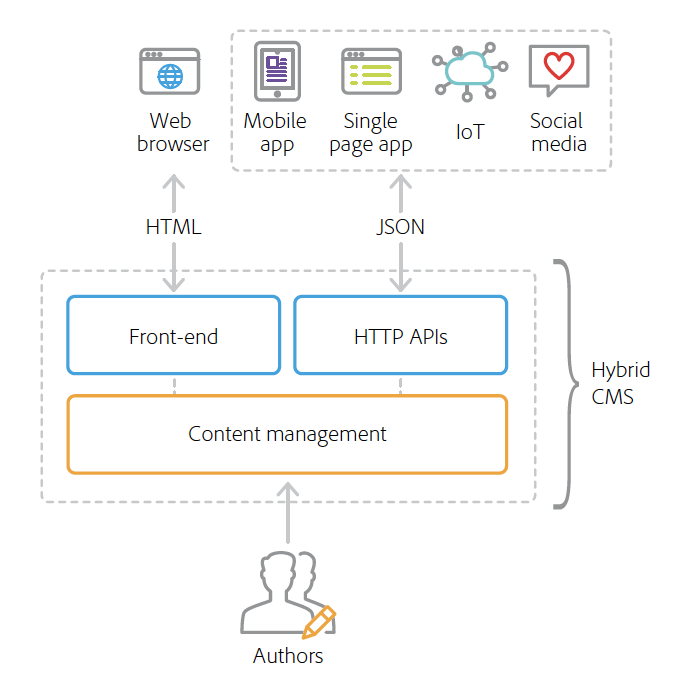 Web
browser
Mobile
app
Single
page app
IoT
Social
media
HTML
JSON
Front-end
HTTP APIs
Hybrid
CMS
Content management
Authors